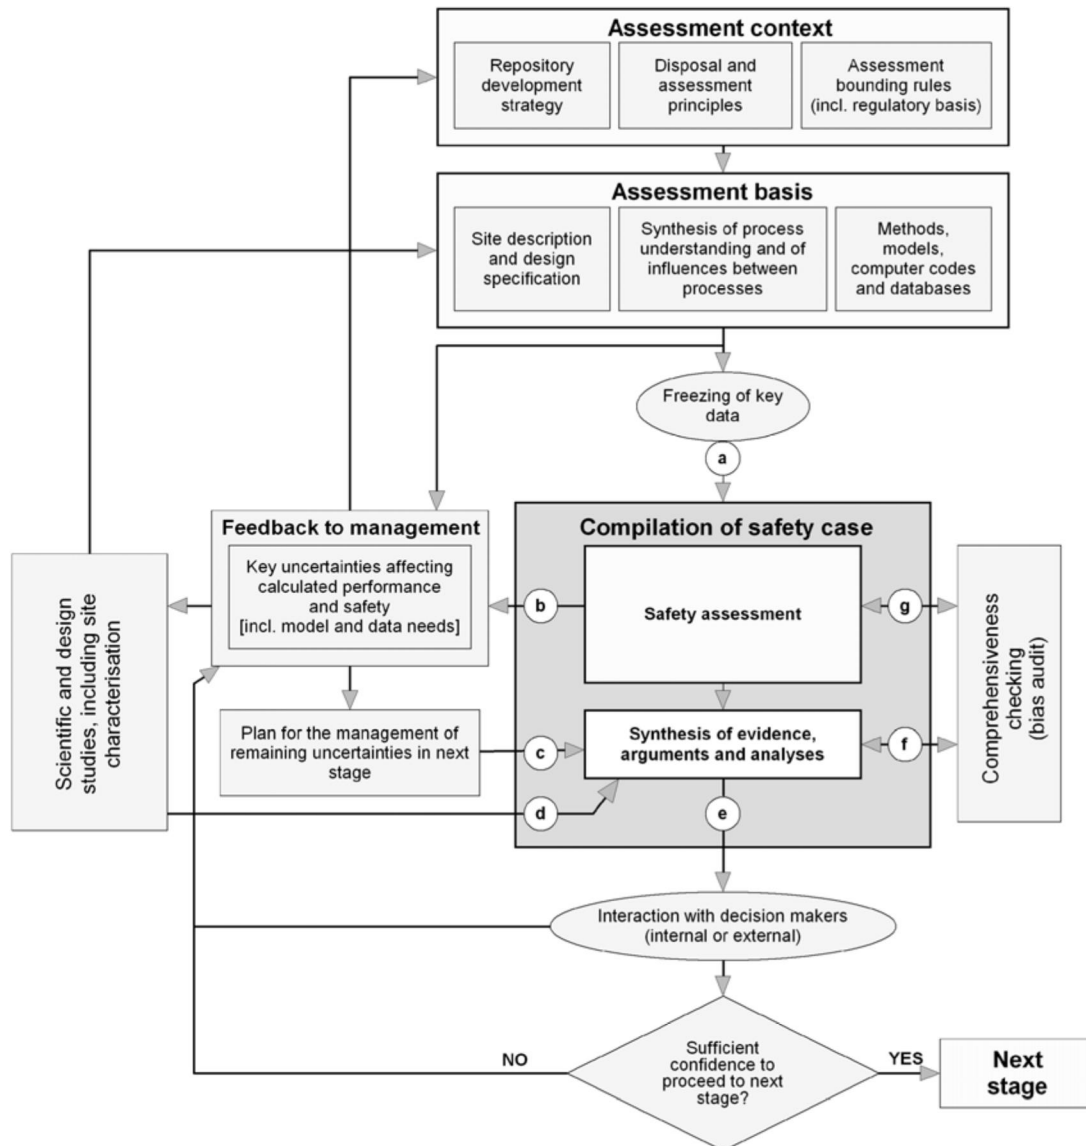 Assessment context
Repository
development
strategy
Disposal and
assessment
principles
Assessment
bounding rules
(incl. regulatory basis)
Assessment basis
Site description
and design
specification
Synthesis of process
understanding and of
influences between
processes
Methods,
models,
computer codes
and databases
Freezing of key
data
a
Feedback to management
Key uncertainties affecting
calculated performance
and safety
[incl. model and data needs]
Compilation of safety case
Safety assessment
b
g
Scientific and design
studies, including site
characterisation
Comprehensiveness
checking
(bias audit)
Plan for the management of
remaining uncertainties in next
stage
c
Synthesis of evidence,
arguments and analyses
f
d
e
Interaction with decision makers
(internal or external)
Sufficient
confidence to
proceed to next
stage?
NO
YES
Next
stage